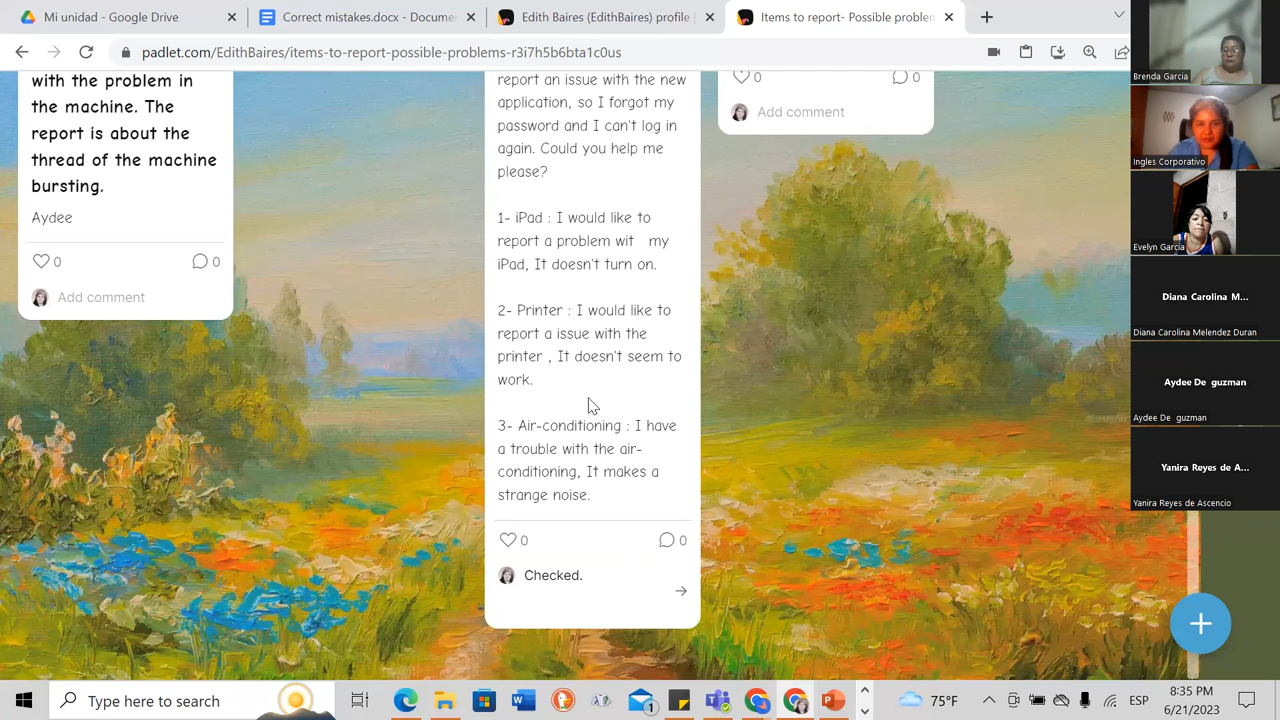 Mi unidad - Google Drive
Correct mistakes.docx - Docume
Edith Baires (EdithBaires) profile
Items to report- Possible problem
padlet.com/EdithBaires/items-to-report-possible-problems-r3i7h5b6bta1c0us
with the problem in
the machine. The
report is about the
thread of the machine
bursting.
Aydee
0
0
Add comment
report an issue with the new
application, so I forgot my
password and I can't log in
again. Could you help me
please?
1- iPad : I would like to
report a problem wit my
iPad, It doesn't turn on.
2- Printer : I would like to
report a issue with the
printer , It doesn't seem to
work.
3- Air-conditioning : I have
a trouble with the air-
conditioning, It makes a
strange noise.
0
0
Checked.
0
0
Add comment
Brenda Garcia
Ingles Corporativo
Evelyn Garcia
Diana Carolina M...
Diana Carolina Melendez Duran
Aydee De guzman
Aydee De guzman
Yanira Reyes de A...
Yanira Reyes de Ascencio
Type here to search
1
75°F
ESP
8:35 PM
6/21/2023